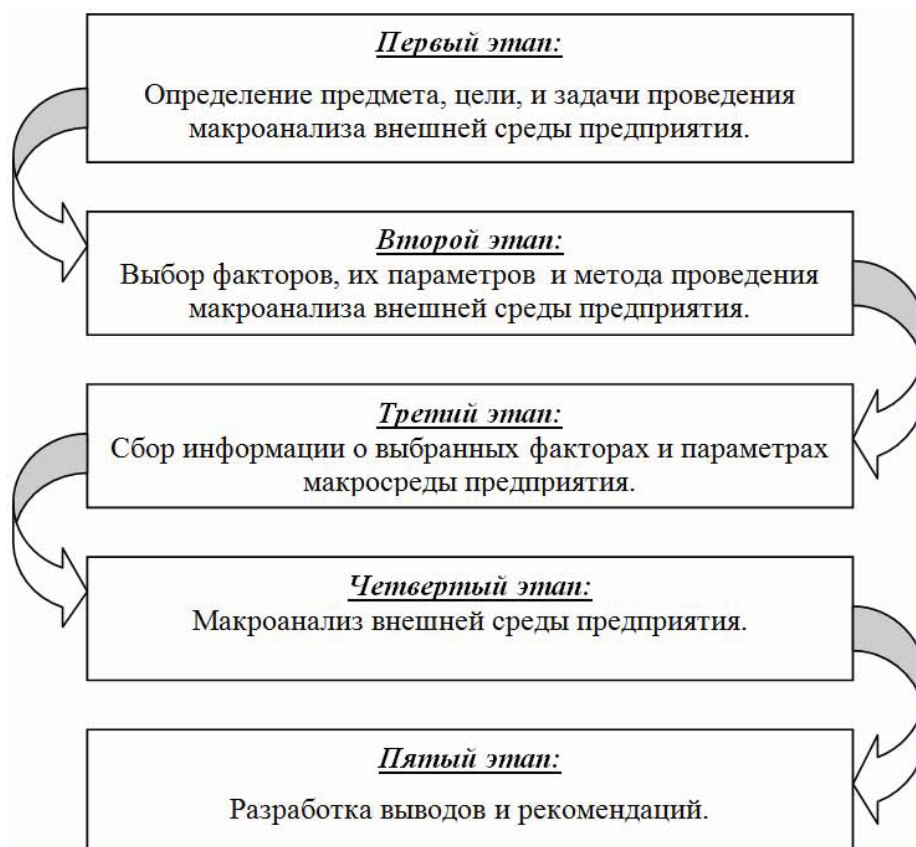 Первый этап:
Определение предмета, цели, и задачи проведения
макроанализа внешней среды предприятия.
Второй этап:
Выбор факторов, их параметров и метода проведения
макроанализа внешней среды предприятия.
Третий этап:
Сбор информации о выбранных факторах и параметрах
макросреды предприятия.
Четвертый этап:
Макроанализ внешней среды предприятия.
Пятый этап:
Разработка выводов и рекомендаций.